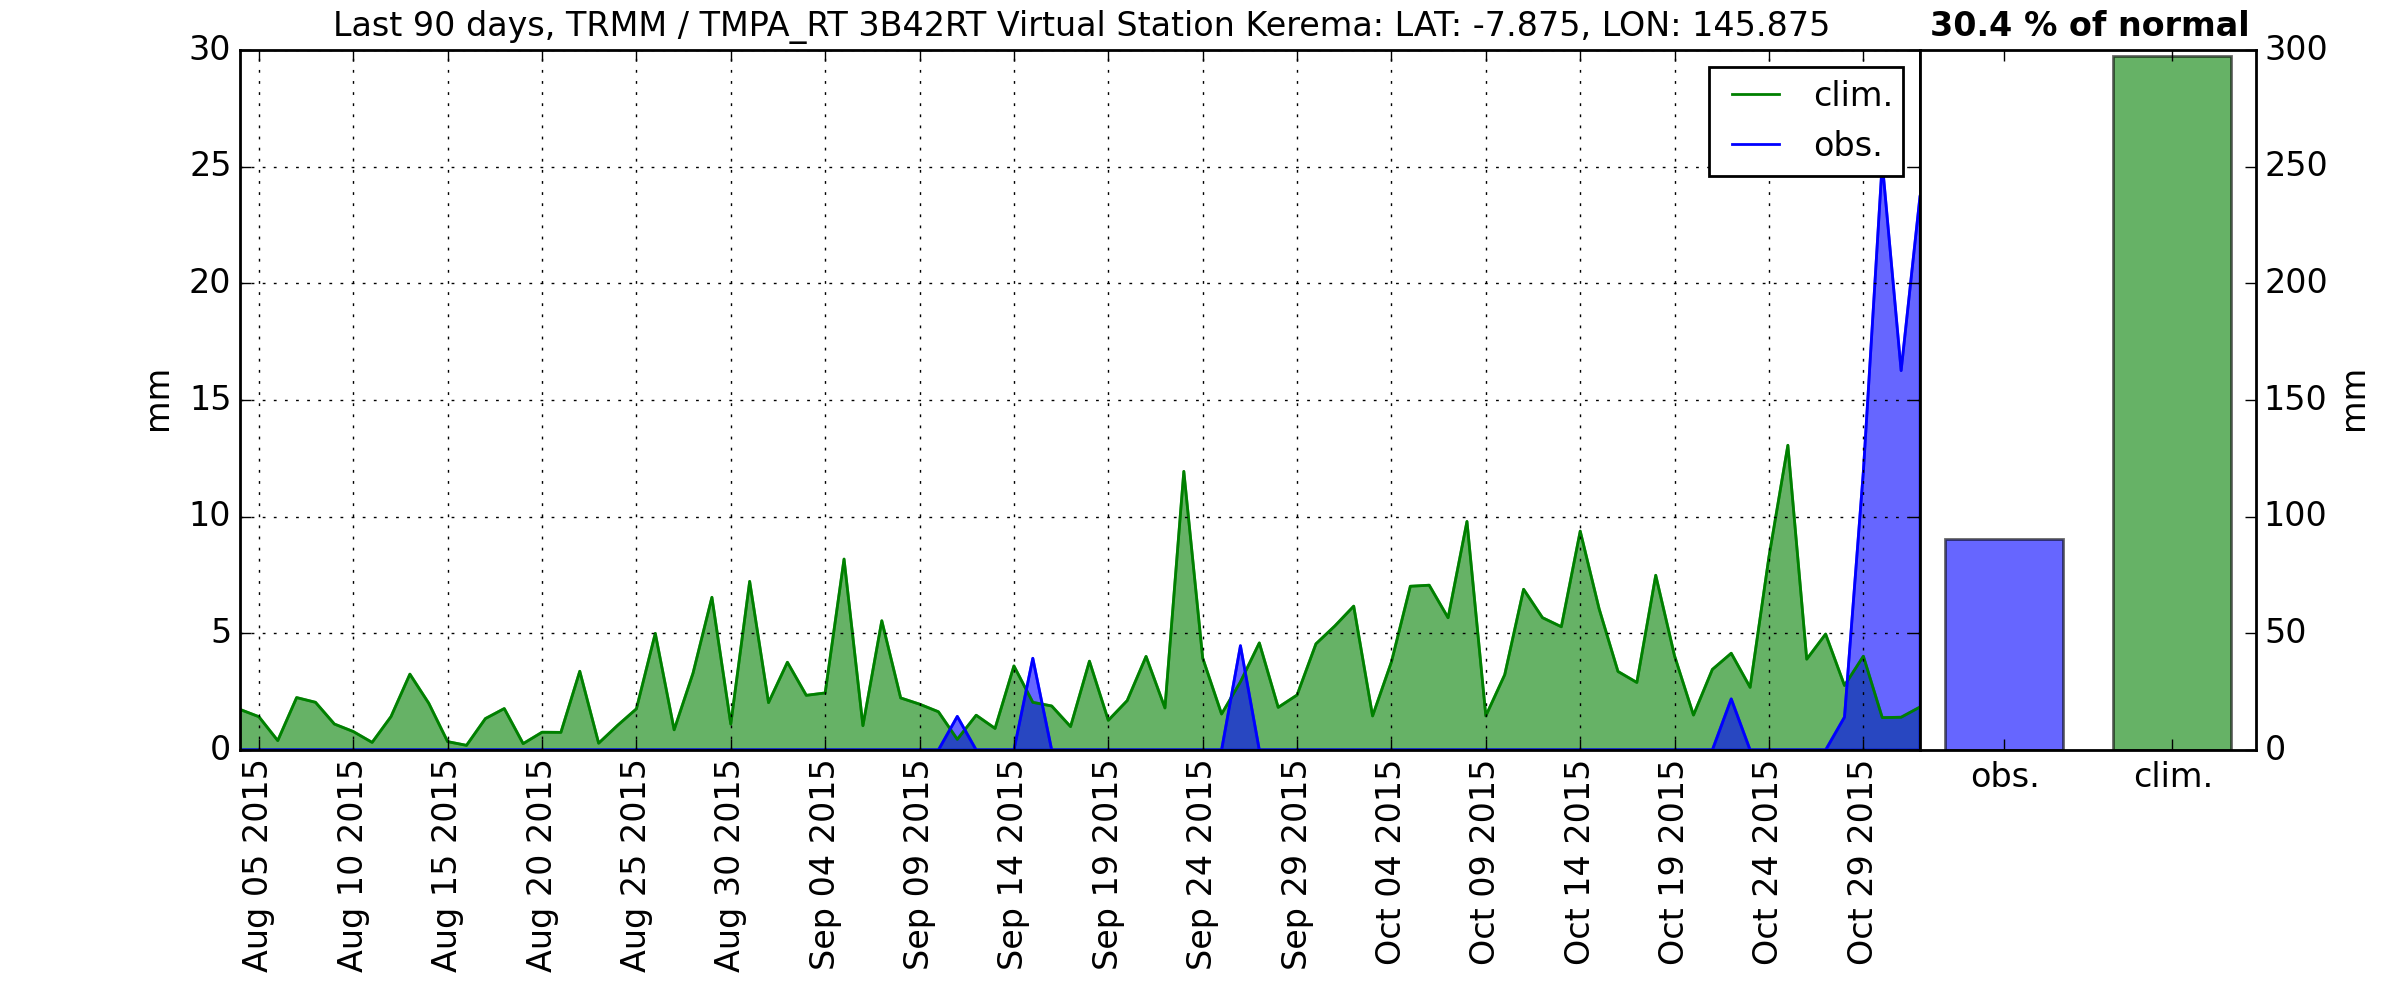 Last 90 days, TRMM / TMPA_RT 3B42RT Virtual Station Kerema: LAT: -7.875, LON: 145.875
30.4 % of normal
30
25
20
15
10
5
0
mm
clim.
obs.
300
250
200
150
100
50
0
mm
Aug 05 2015
Aug 10 2015
Aug 15 2015
Aug 20 2015
Aug 25 2015
Aug 30 2015
Sep 04 2015
Sep 09 2015
Sep 14 2015
Sep 19 2015
Sep 24 2015
Sep 29 2015
Oct 04 2015
Oct 09 2015
Oct 14 2015
Oct 19 2015
Oct 24 2015
Oct 29 2015
obs.
clim.